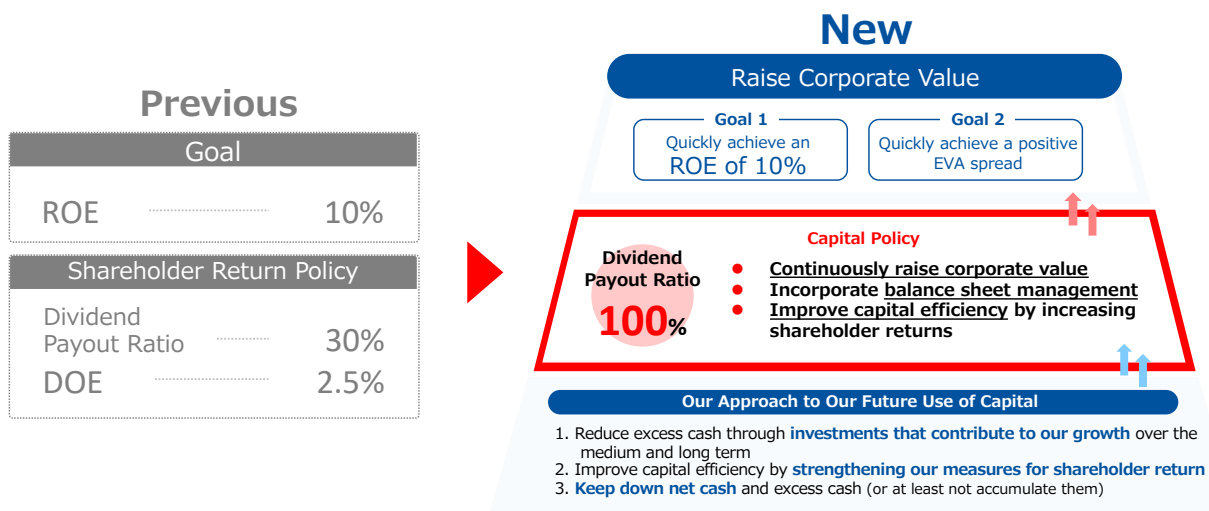 Previous
Goal
ROE 10%
Shareholder Return Policy
Dividend
Payout Ratio 30%
DOE 2.5%
New
Raise Corporate Value
Goal 1
Quickly achieve an
ROE of 10%
Goal 2
Quickly achieve a positive
EVA spread
Capital Policy
Dividend
Payout Ratio
100%
● Continuously raise corporate value
● Incorporate balance sheet management
● Improve capital efficiency by increasing
shareholder returns
Our Approach to Our Future Use of Capital
1. Reduce excess cash through investments that contribute to our growth over the
medium and long term
2. Improve capital efficiency by strengthening our measures for shareholder return
3. Keep down net cash and excess cash (or at least not accumulate them)